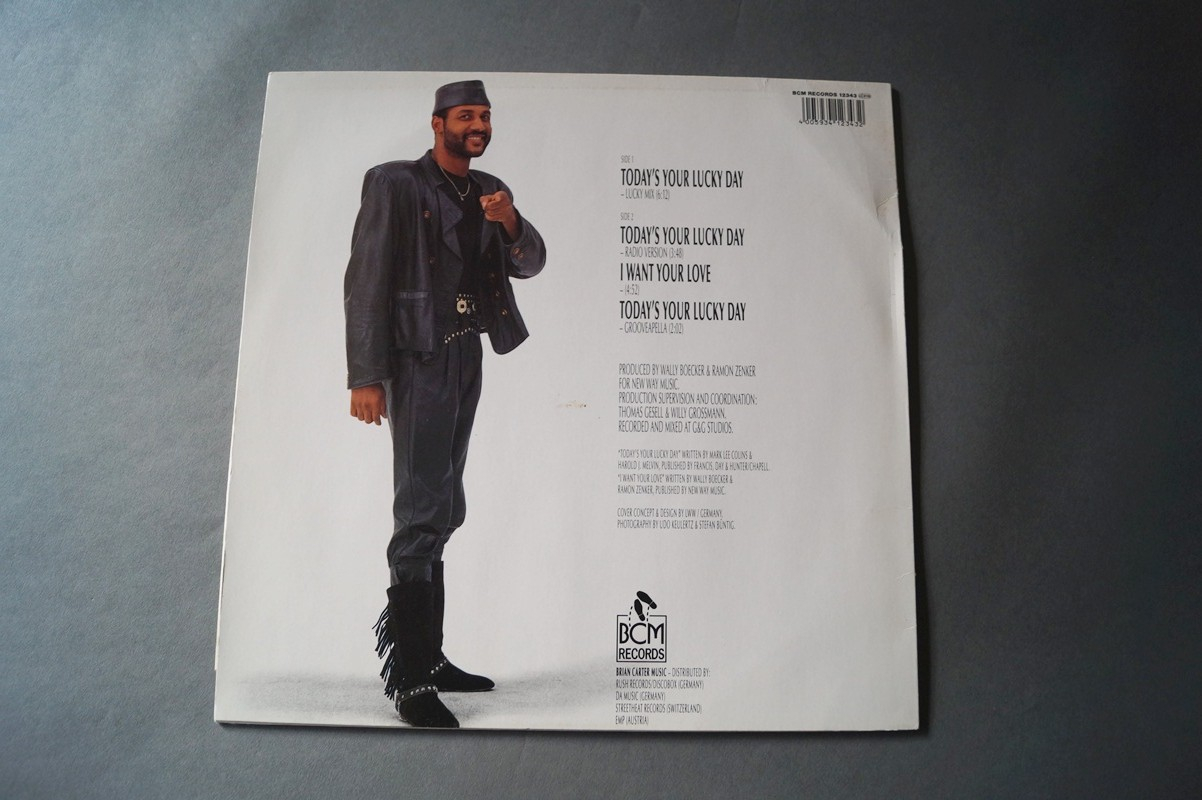 BCM RECORDS 12343
4 005934 123432
SIDE 1
TODAY'S YOUR LUCKY DAY
– LUCKY MIX (6:12)
SIDE 2
TODAY'S YOUR LUCKY DAY
– RADIO VERSION (3:48)
I WANT YOUR LOVE
– (4:52)
TODAY'S YOUR LUCKY DAY
– GROOVEAPELLA (2:02)
PRODUCED BY WALLY BOECKER & RAMON ZENKER
FOR NEW WAY MUSIC.
PRODUCTION SUPERVISION AND COORDINATION:
THOMAS GESELL & WILLY GROSSMANN.
RECORDED AND MIXED AT G&G STUDIOS.
"TODAY'S YOUR LUCKY DAY" WRITTEN BY MARK LEE COLINS &
HAROLD J. MELVIN, PUBLISHED BY FRANCIS, DAY & HUNTER/CHAPELL.
"I WANT YOUR LOVE" WRITTEN BY WALLY BOECKER &
RAMON ZENKER, PUBLISHED BY NEW WAY MUSIC.
COVER CONCEPT & DESIGN BY LWW / GERMANY.
PHOTOGRAPHY BY UDO KELLERTZ & STEFAN BÜNTIG.
BCM
RECORDS
BRIAN CARTER MUSIC – DISTRIBUTED BY:
RUSH RECORDS/DISCOBOX (GERMANY)
DA MUSIC (GERMANY)
STREETHEAT RECORDS (SWITZERLAND)
EMP (AUSTRIA)